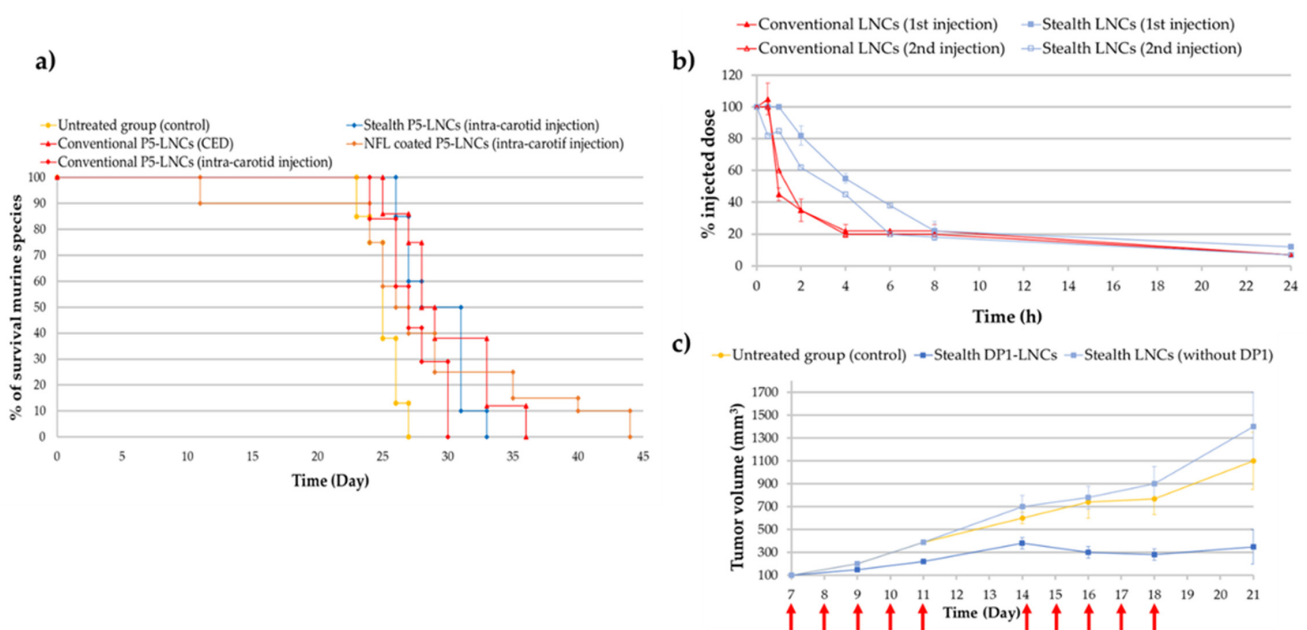 a)
Untreated group (control)
Stealth P5-LNCs (intra-carotid injection)
Conventional P5-LNCs (CED)
NFL coated P5-LNCs (intra-carotif injection)
Conventional P5-LNCs (intra-carotid injection)
% of survival murine species
100
90
80
70
60
50
40
30
20
10
0
0 5 10 15 20 25 30 35 40 45
Time (Day)
b)
Conventional LNCs (1st injection)
Stealth LNCs (1st injection)
Conventional LNCs (2nd injection)
Stealth LNCs (2nd injection)
% injected dose
120
100
80
60
40
20
0
0 2 4 6 8 10 12 14 16 18 20 22 24
Time (h)
c)
Untreated group (control) Stealth DP1-LNCs Stealth LNCs (without DP1)
Tumor volume (mm³)
1700
1500
1300
1100
900
700
500
300
100
7 8 9 10 11 12 13 14 15 16 17 18 19 20 21
Time (Day)